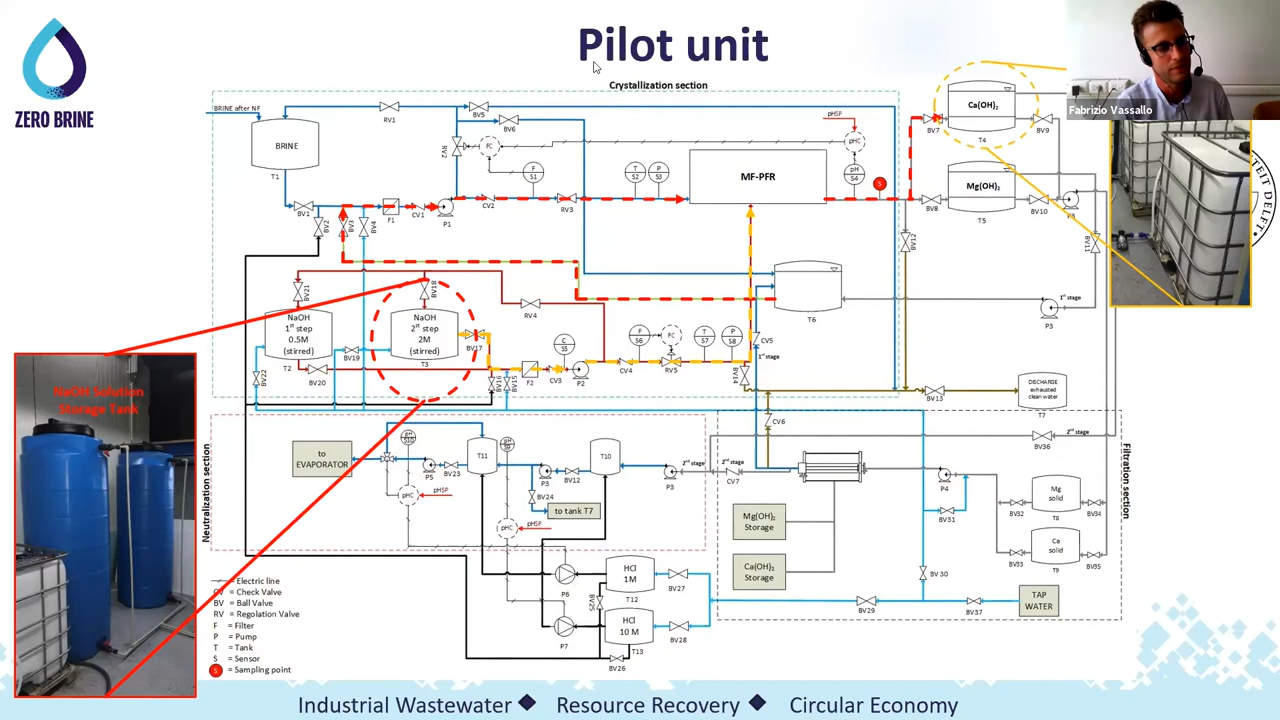 Pilot unit
ZERO BRINE
Fabrizio Vassallo
Crystallization section
BRINE after NF
RV1
BV5
BV6
RV2
FC
F
S1
T
S2
P
S3
pHSP
pHC
pH
S4
S
MF-PFR
BRINE
T1
BV1
BV2
BV3
BV4
F1
CV1
P1
CV2
RV3
Ca(OH)2
T4
BV7
BV9
Mg(OH)2
T5
BV8
BV10
BV11
BV12
1st stage
P3
T6
CV5
1st stage
BV21
BV18
RV4
NaOH
1st step
0.5M
(stirred)
T2
NaOH
2nd step
2M
(stirred)
T3
BV17
BV19
BV20
BV22
BV16
BV15
C
S5
F2
CV3
P2
CV4
F
S6
FC
RV5
T
S7
P
S8
BV14
BV13
DISCHARGE
exhausted
clean water
T7
CV6
NaOH Solution
Storage Tank
Neutralization section
to
EVAPORATOR
P5
BV23
T11
pHC
pHSP
P3
BV12
BV24
to tank T7
T10
pHC
pHSP
P3
2nd stage
2nd stage
CV7
2nd stage
BV36
Filtration section
P4
BV31
Mg
solid
T8
BV32
BV34
Ca
solid
T9
BV33
BV35
Mg(OH)2
Storage
Ca(OH)2
Storage
HCl
1M
T12
P6
BV25
BV27
HCl
10 M
T13
P7
BV28
BV26
BV 30
BV29
BV37
TAP
WATER
= Electric line
CV = Check Valve
BV = Ball Valve
RV = Regolation Valve
F = Filter
P = Pump
T = Tank
S = Sensor
S = Sampling point
Industrial Wastewater ◆ Resource Recovery ◆ Circular Economy